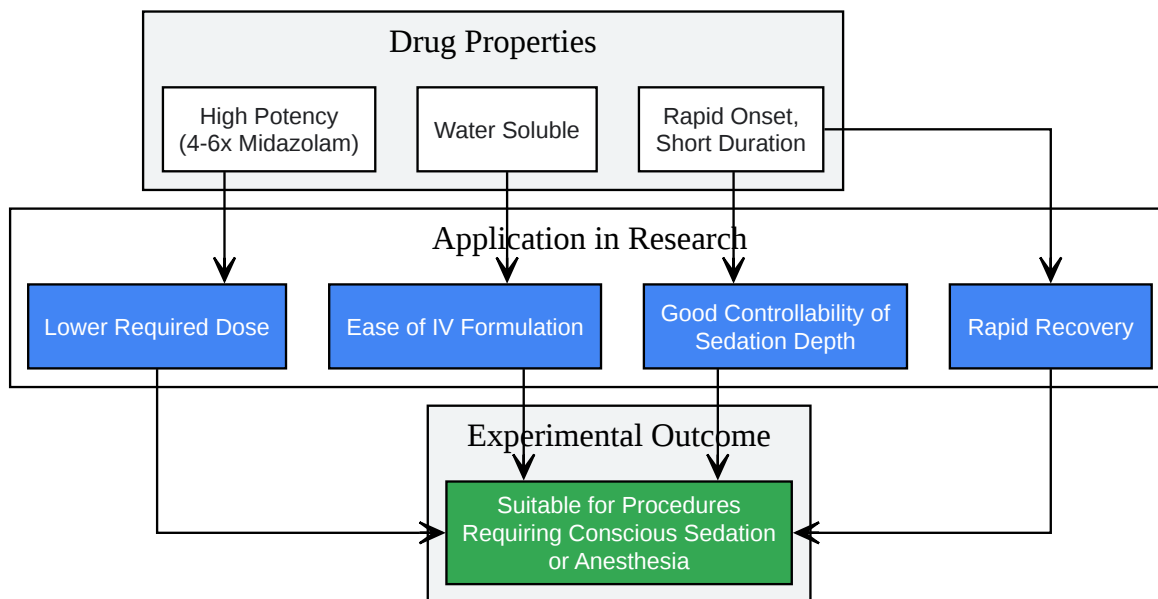 Drug Properties
High Potency
(4-6x Midazolam)
Water Soluble
Rapid Onset,
Short Duration
Application in Research
Lower Required Dose
Ease of IV Formulation
Good Controllability of
Sedation Depth
Rapid Recovery
Experimental Outcome
Suitable for Procedures
Requiring Conscious Sedation
or Anesthesia